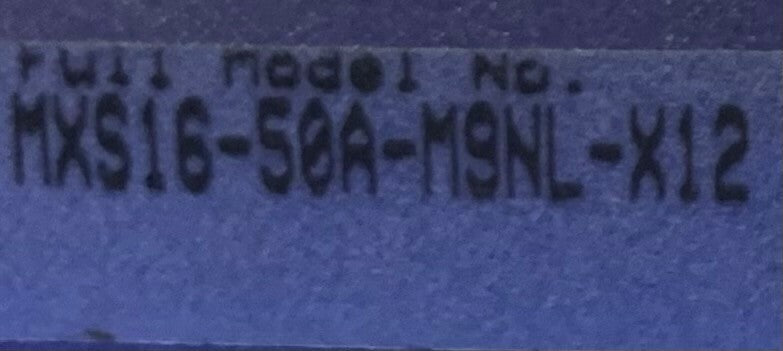 Full Model No.
MXS16-50A-M9NL-X12